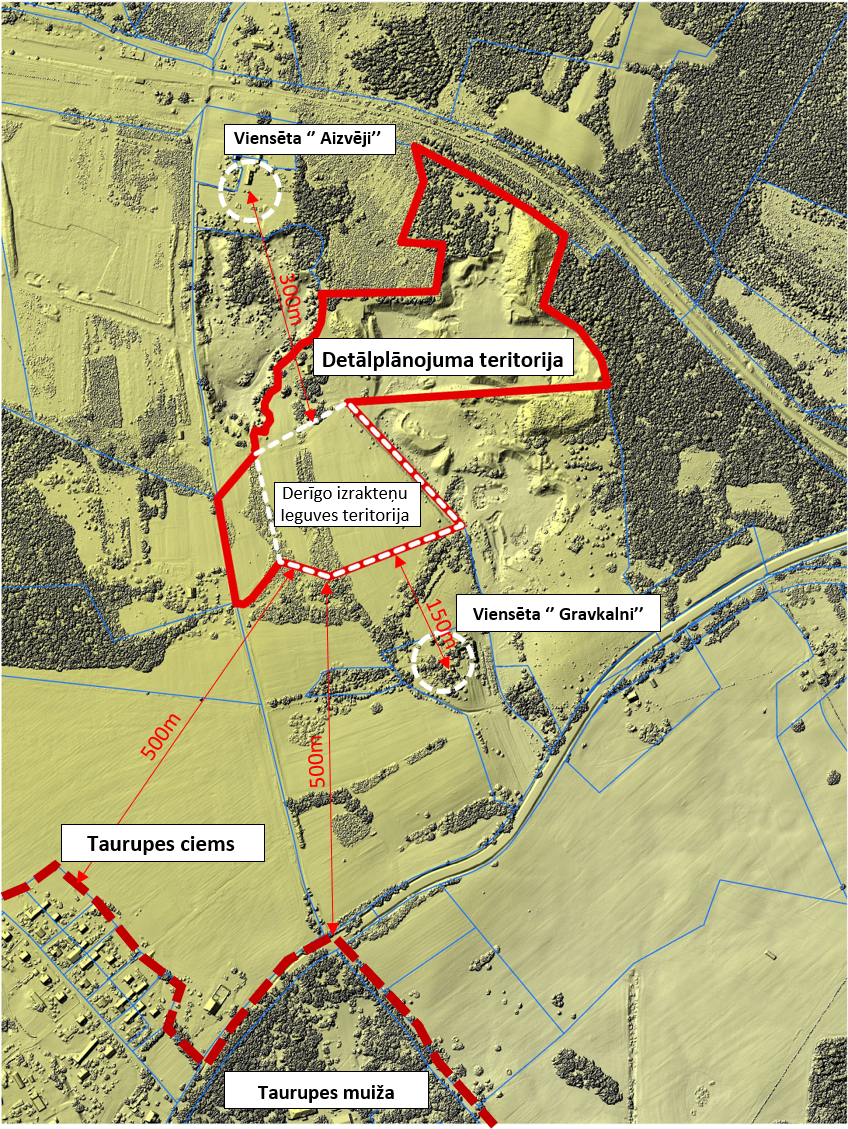 Viensēta ‘’ Aizvēji’’
300m
Detālplānojuma teritorija
Derīgo izrakteņu
ieguves teritorija
Viensēta ‘’ Gravkalni’’
150m
500m
500m
Taurupes ciems
Taurupes muiža